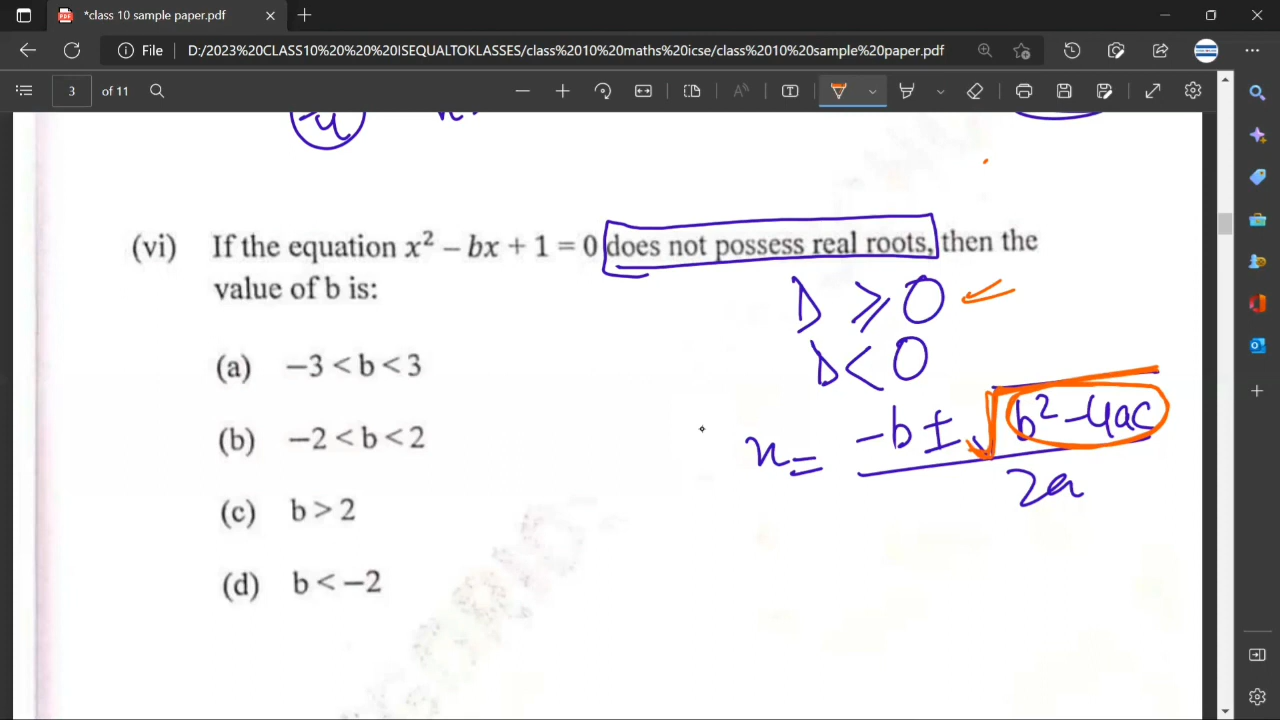 *class 10 sample paper.pdf
File D:/2023%20CLASS10%20%20%20ISEQUALTOKLASSES/class%2010%20maths%20icse/class%2010%20sample%20paper.pdf
3 of 11
(vi) If the equation x² – bx + 1 = 0 does not possess real roots, then the
value of b is:
D ⩾ 0
D < 0
(a) –3 < b < 3
(b) –2 < b < 2
x = –b ± √b² – 4ac
2a
(c) b > 2
(d) b < –2